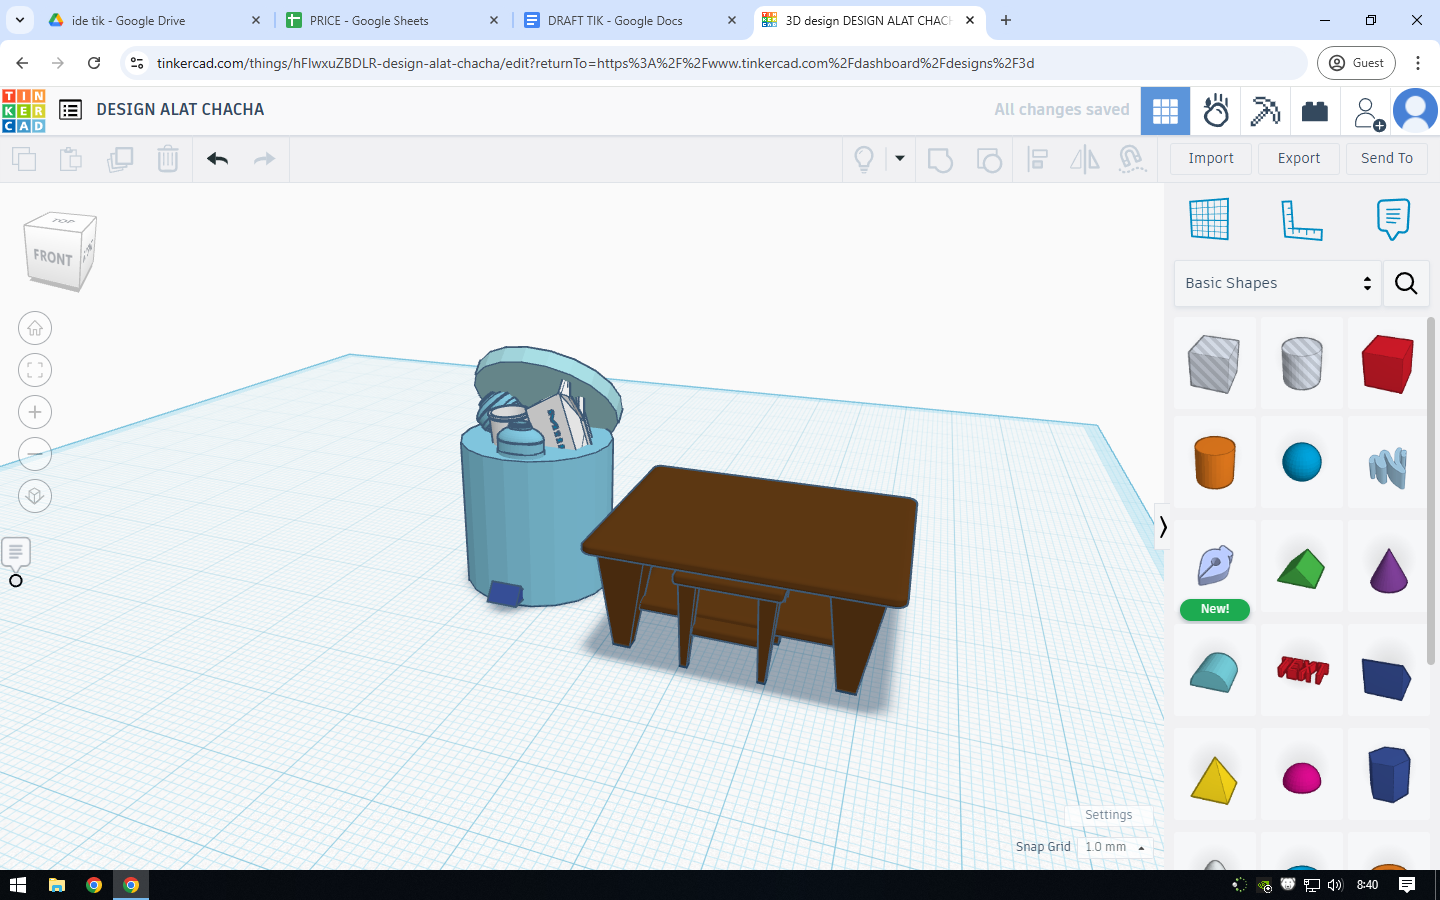 ide tik - Google Drive
PRICE - Google Sheets
DRAFT TIK - Google Docs
3D design DESIGN ALAT CHACH
tinkercad.com/things/hFlwxuZBDLR-design-alat-chacha/edit?returnTo=https%3A%2F%2Fwww.tinkercad.com%2Fdashboard%2Fdesigns%2F3d
Guest
TIN
KER
CAD
DESIGN ALAT CHACHA
All changes saved
Import
Export
Send To
TOP
FRONT
Basic Shapes
New!
TEXT
Settings
Snap Grid
1.0 mm
8:40